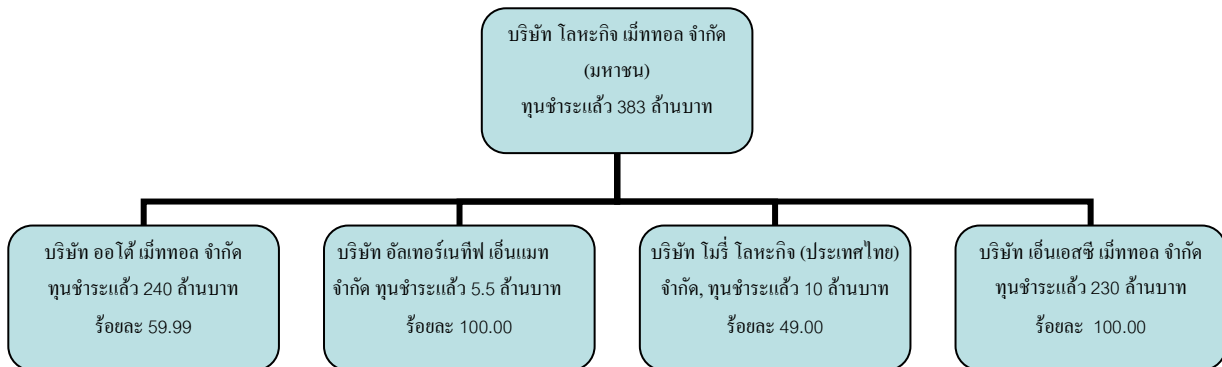 บริษัท โลหะกิจ เม็ททอล จำกัด
(มหาชน)
ทุนชำระแล้ว 383 ล้านบาท
บริษัท ออโต้ เม็ททอล จำกัด
ทุนชำระแล้ว 240 ล้านบาท
ร้อยละ 59.99
บริษัท อัลเทอร์เนทีฟ เอ็นแมท
จำกัด ทุนชำระแล้ว 5.5 ล้านบาท
ร้อยละ 100.00
บริษัท โมรี่ โลหะกิจ (ประเทศไทย)
จำกัด, ทุนชำระแล้ว 10 ล้านบาท
ร้อยละ 49.00
บริษัท เอ็นเอสซี เม็ททอล จำกัด
ทุนชำระแล้ว 230 ล้านบาท
ร้อยละ 100.00